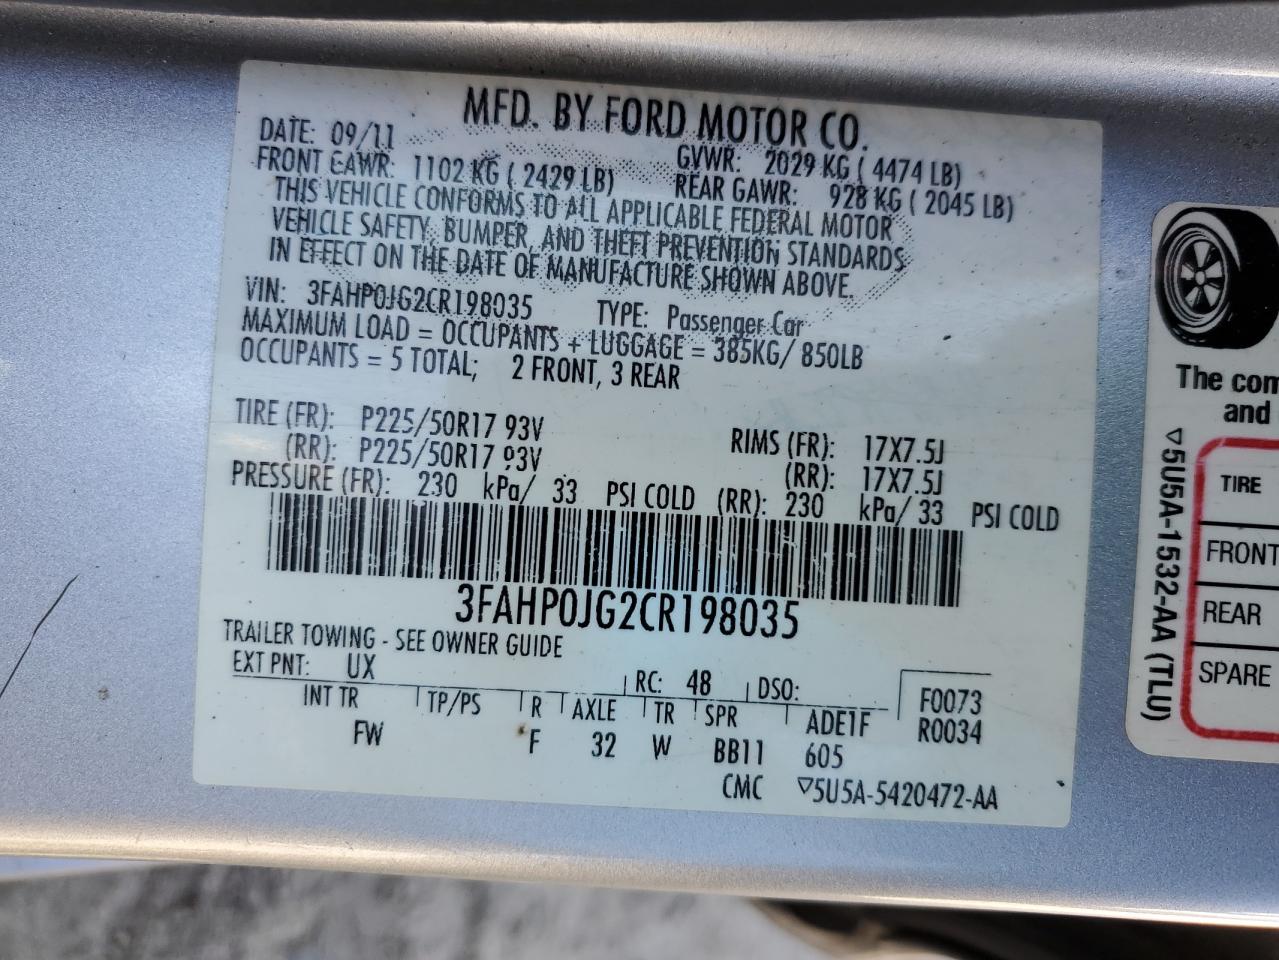 MFD. BY FORD MOTOR CO.
DATE: 09/11 GVWR: 2029 KG ( 4474 LB)
FRONT GAWR: 1102 KG ( 2429 LB) REAR GAWR: 928 KG ( 2045 LB)
THIS VEHICLE CONFORMS TO ALL APPLICABLE FEDERAL MOTOR
VEHICLE SAFETY, BUMPER, AND THEFT PREVENTION STANDARDS
IN EFFECT ON THE DATE OF MANUFACTURE SHOWN ABOVE.
VIN: 3FAHP0JG2CR198035 TYPE: Passenger Car
MAXIMUM LOAD = OCCUPANTS + LUGGAGE = 385KG/ 850LB
OCCUPANTS = 5 TOTAL; 2 FRONT, 3 REAR
TIRE (FR): P225/50R17 93V RIMS (FR): 17X7.5J
(RR): P225/50R17 93V (RR): 17X7.5J
PRESSURE (FR): 230 kPa/ 33 PSI COLD (RR): 230 kPa/ 33 PSI COLD
3FAHP0JG2CR198035
TRAILER TOWING - SEE OWNER GUIDE
EXT PNT: UX RC: 48 DSO: F0073
INT TR TP/PS R AXLE TR SPR ADE1F R0034
FW F 32 W BB11 605
CMC ▽5U5A-5420472-AA
The com
and
▽5U5A-1532-AA (TLU)
TIRE
FRONT
REAR
SPARE